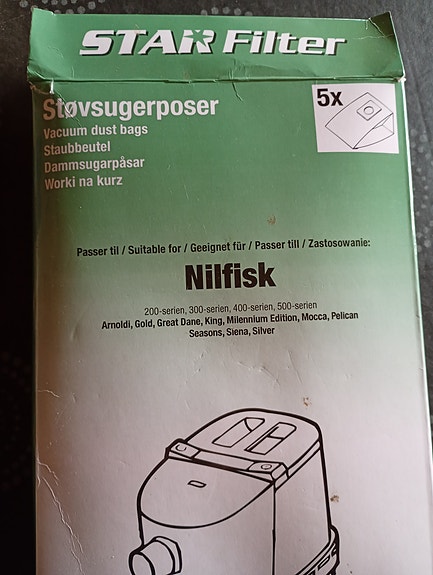 STAR Filter
Støvsugerposer
5x
Vacuum dust bags
Staubbeutel
Dammsugarpåsar
Worki na kurz
Passer til / Suitable for / Geeignet für / Passer till / Zastosowanie:
Nilfisk
200-serien, 300-serien, 400-serien, 500-serien
Arnoldi, Gold, Great Dane, King, Milennium Edition, Mocca, Pelican
Seasons, Siena, Silver